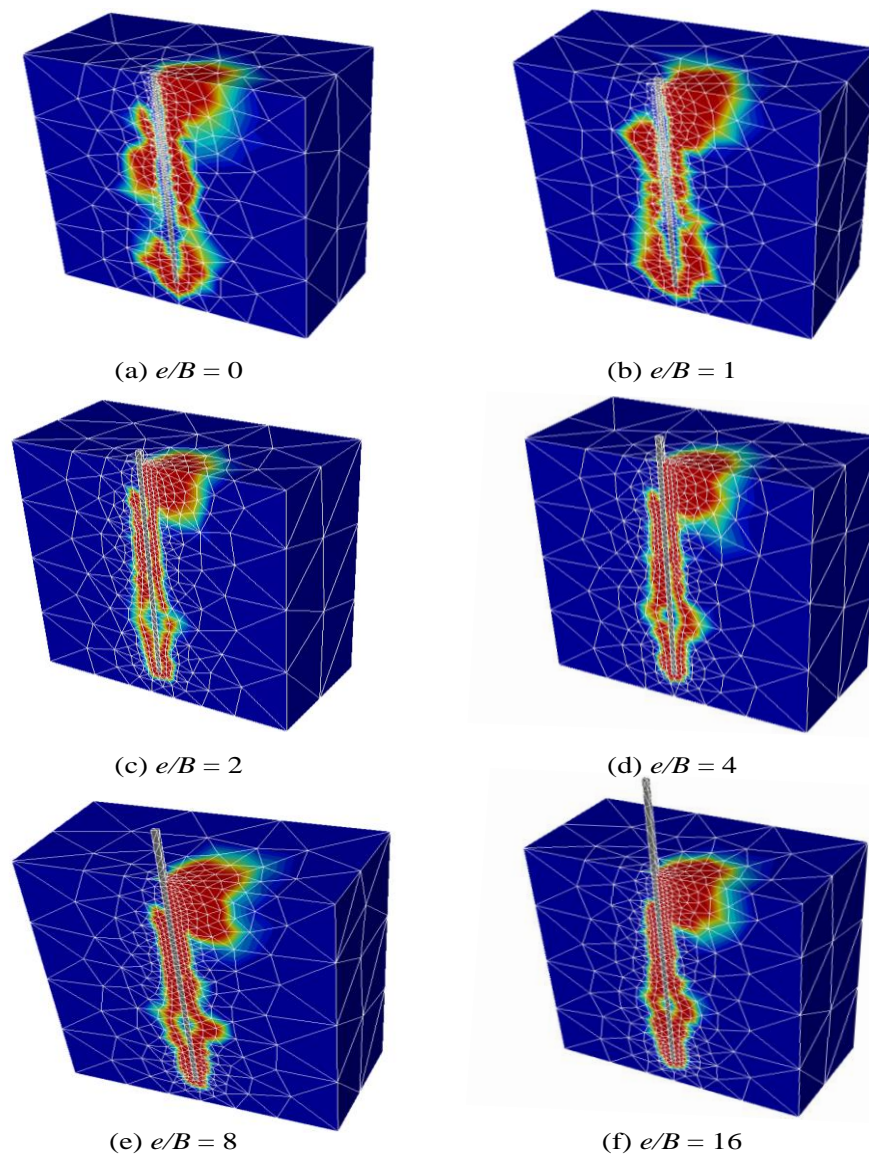 (a) e/B = 0
(b) e/B = 1
(c) e/B = 2
(d) e/B = 4
(e) e/B = 8
(f) e/B = 16